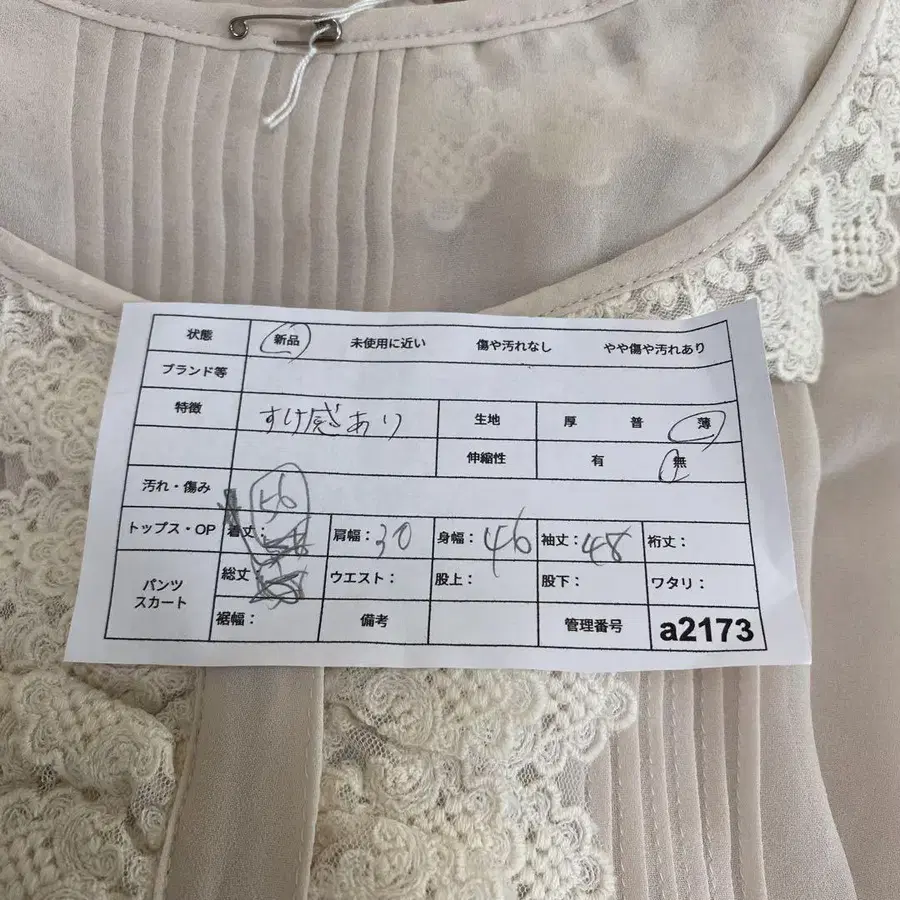 状態 新品 未使用に近い 傷や汚れなし やや傷や汚れあり
ブランド等
特徴 すけ感あり 生地 厚 普 薄
伸縮性 有 無
汚れ・傷み
56
トップス・OP 着丈： 肩幅：30 身幅：46 袖丈：48 裄丈：
パンツ スカート 総丈 ウエスト： 股上： 股下： ワタリ：
裾幅： 備考 管理番号 a2173